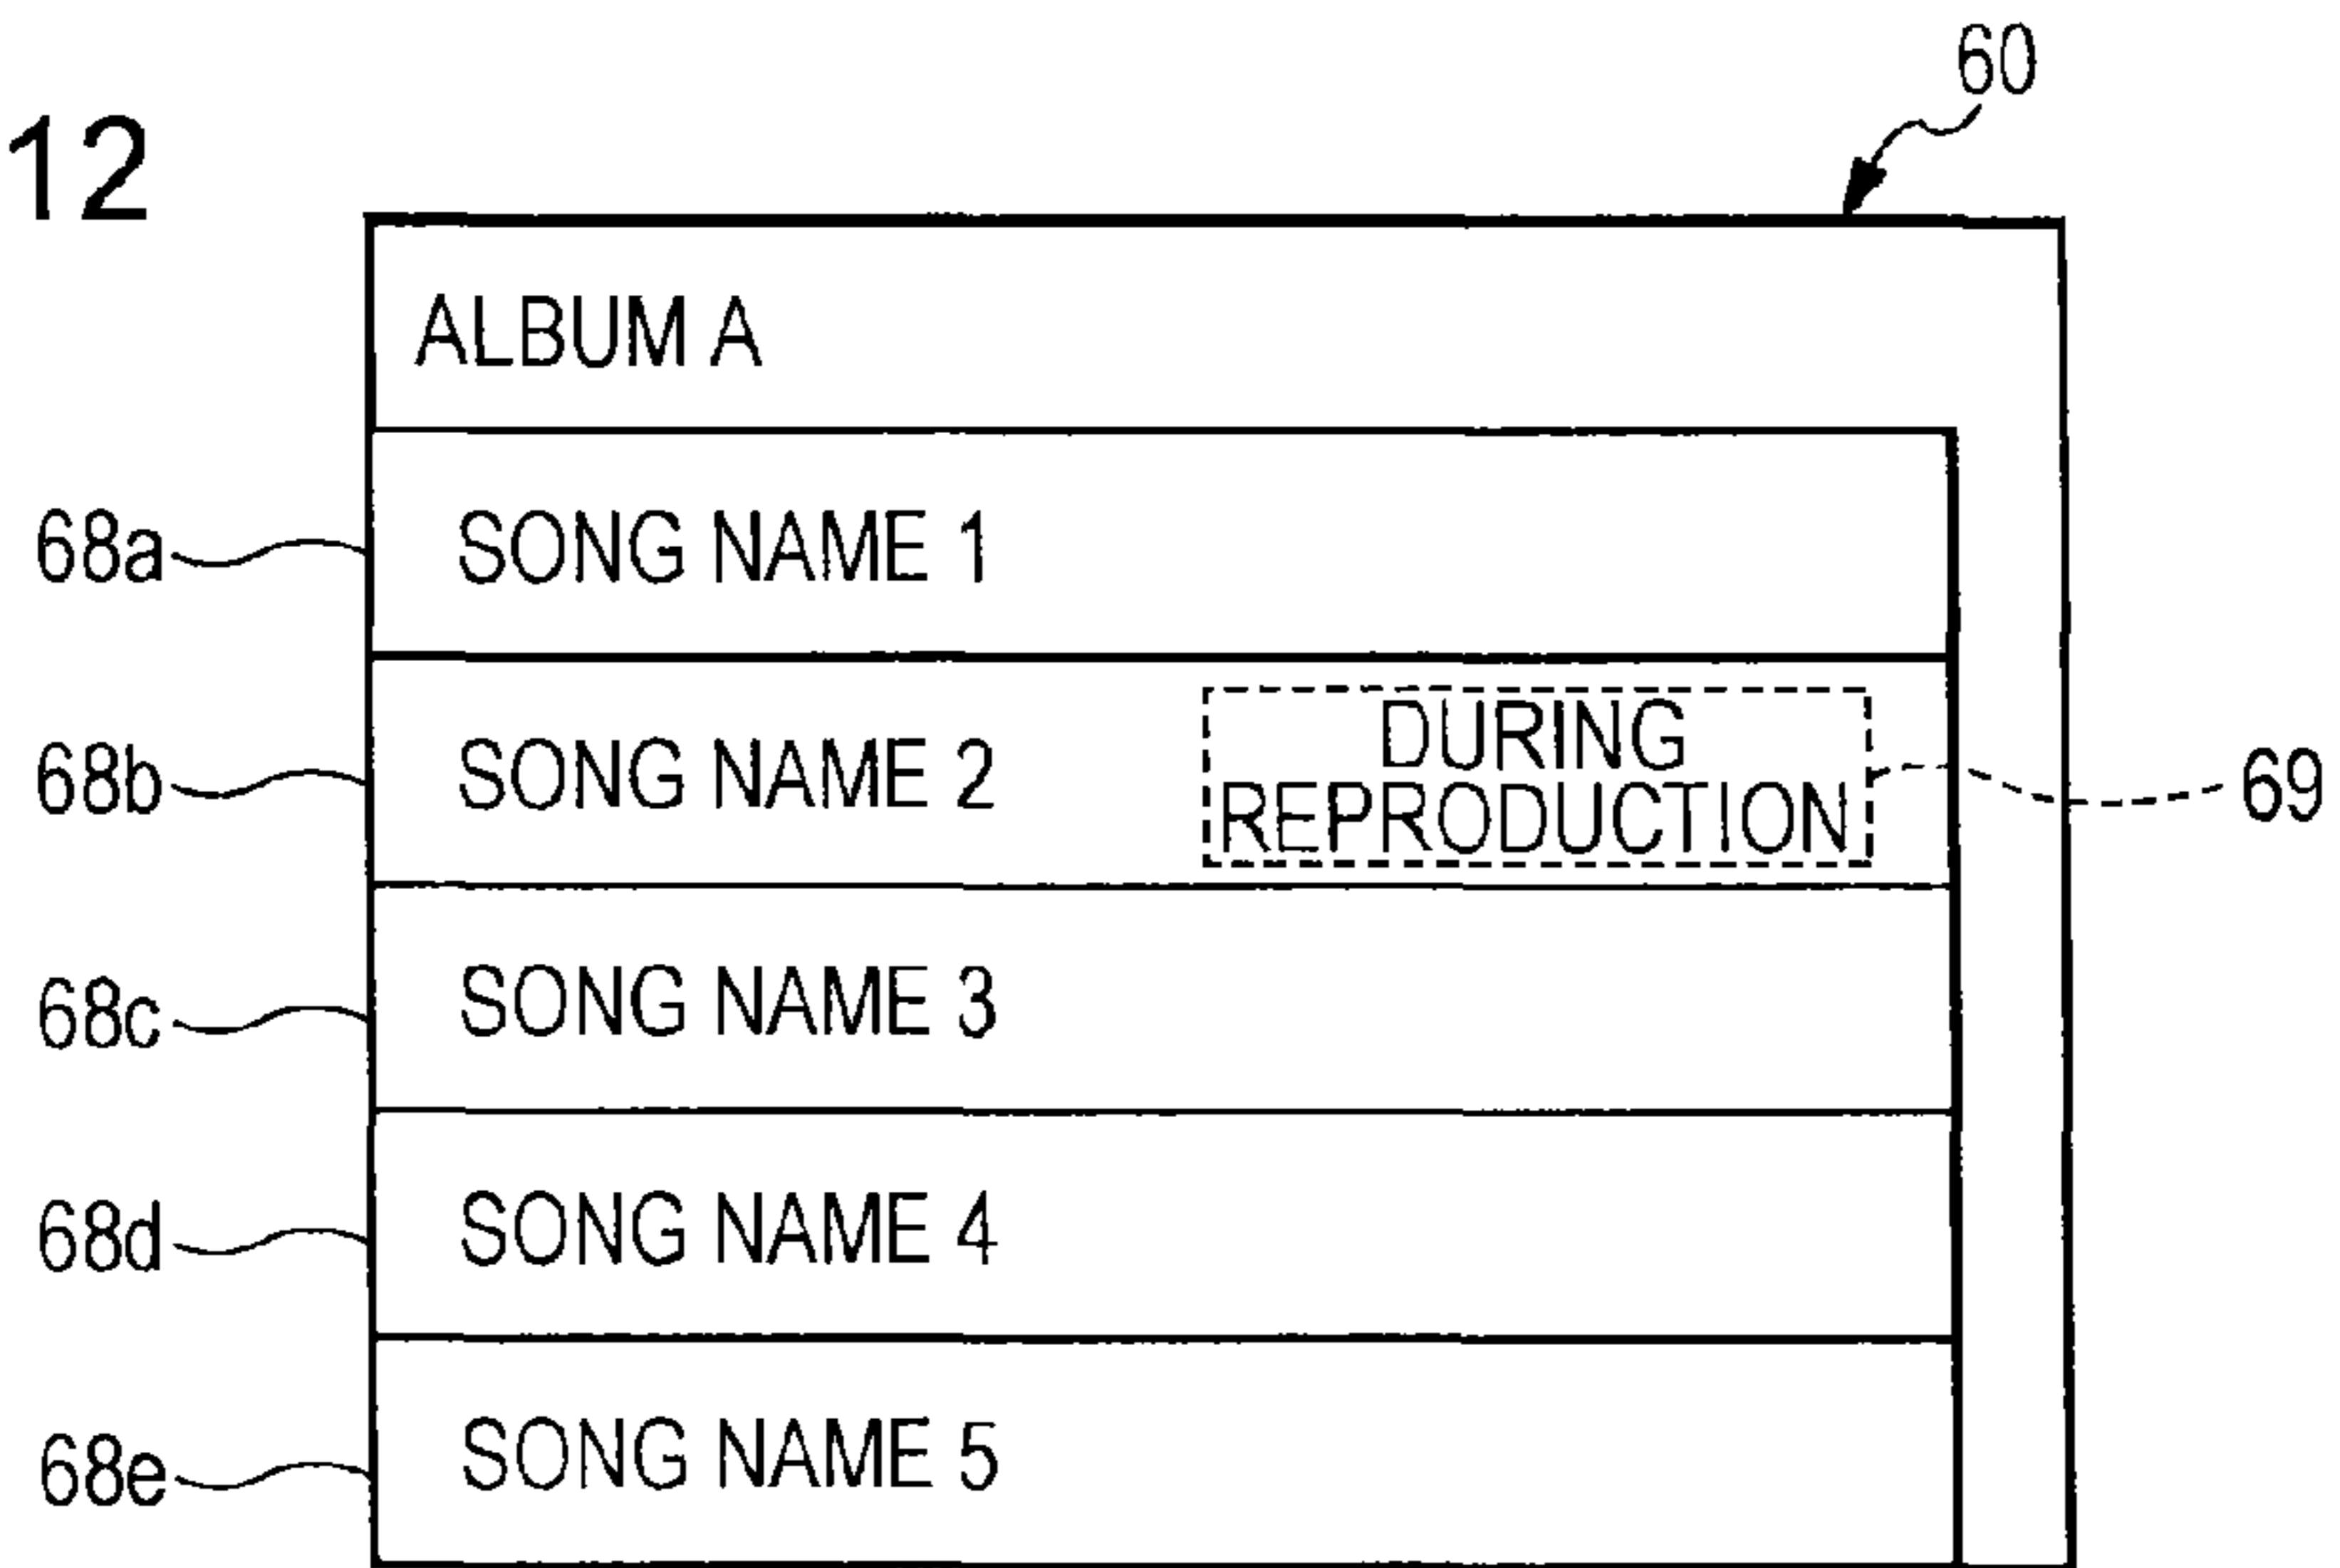 60
12
ALBUM A
68a SONG NAME 1
68b SONG NAME 2 DURING REPRODUCTION 69
68c SONG NAME 3
68d SONG NAME 4
68e SONG NAME 5